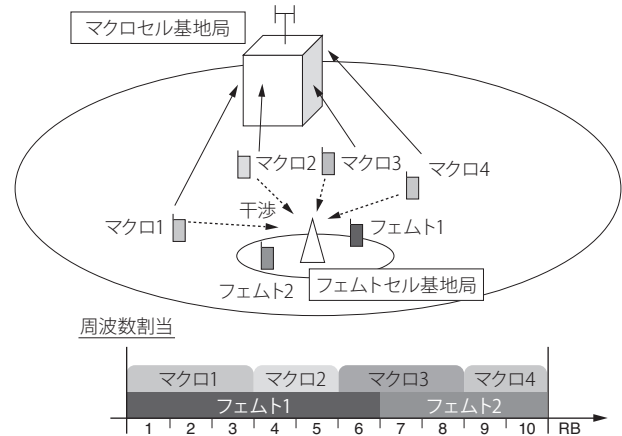 マクロセル基地局
マクロ2
マクロ3
マクロ4
干渉
マクロ1
フェムト1
フェムト2
フェムトセル基地局
周波数割当
マクロ1 マクロ2 マクロ3 マクロ4
フェムト1 フェムト2
1 2 3 4 5 6 7 8 9 10 RB